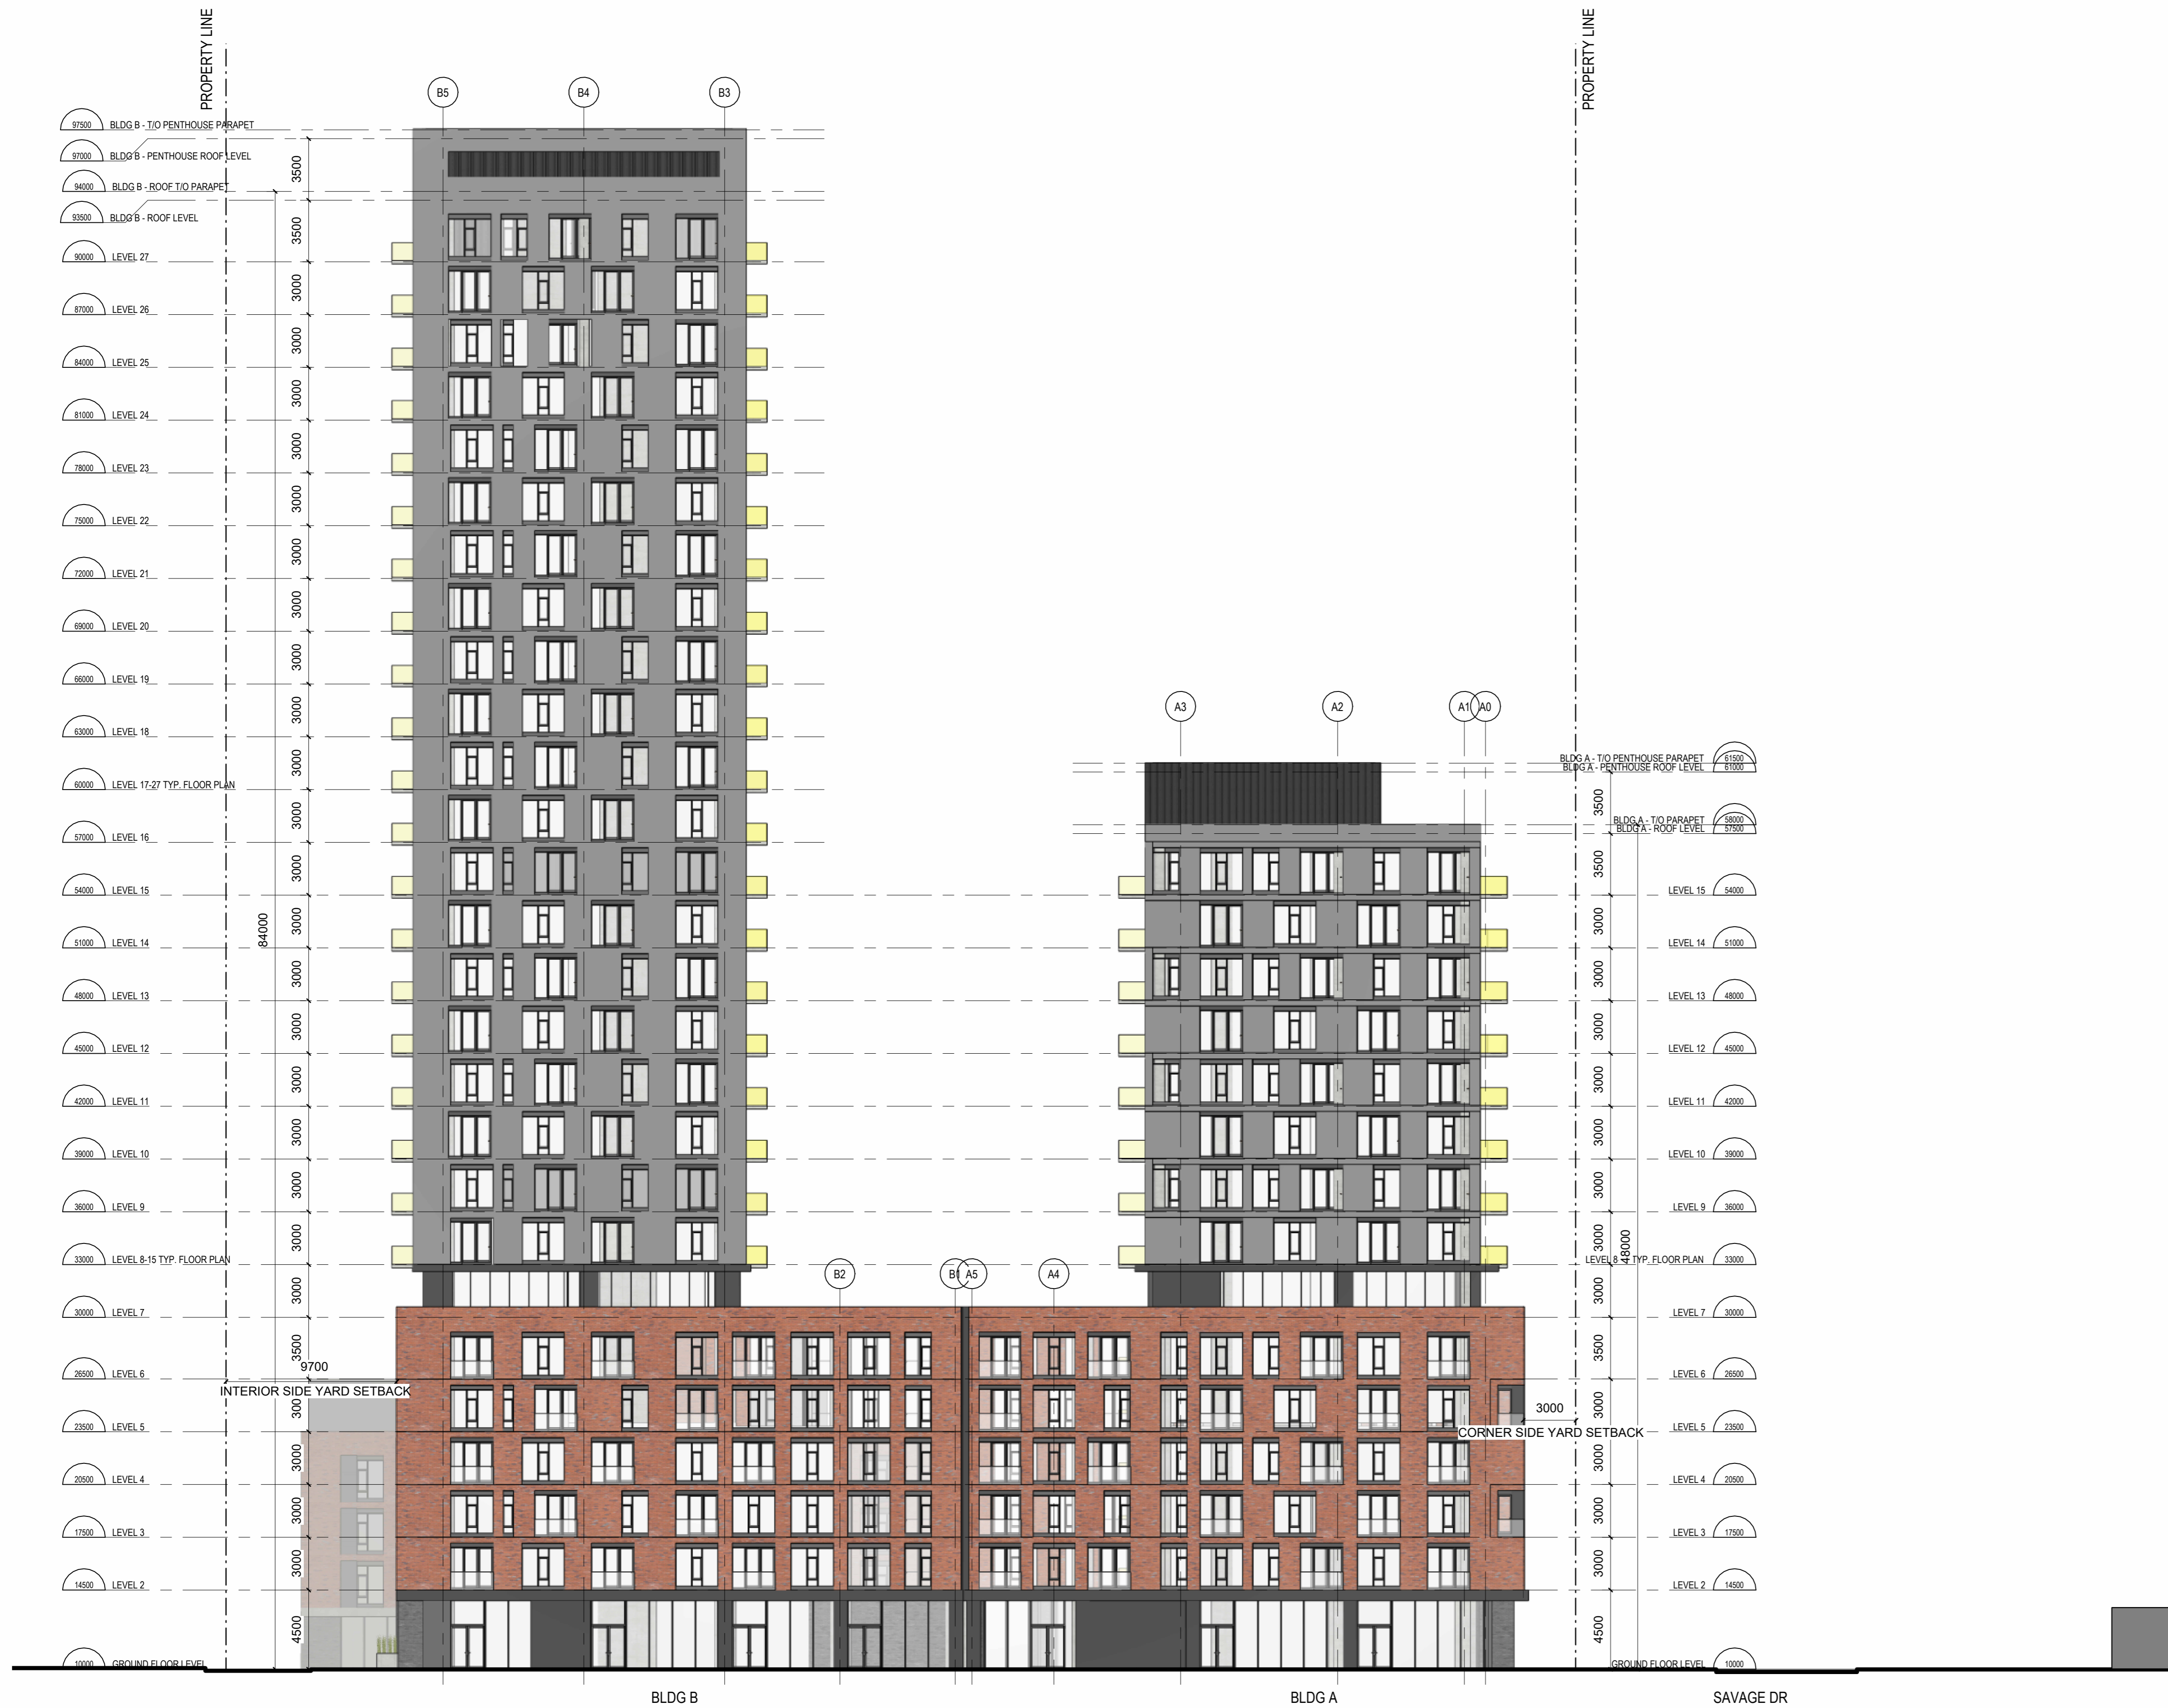 PROPERTY LINE
PROPERTY LINE
B5
B4
B3
97500 BLDG B - T/O PENTHOUSE PARAPET
97000 BLDG B - PENTHOUSE ROOF LEVEL
3500
94000 BLDG B - ROOF T/O PARAPET
93500 BLDG B - ROOF LEVEL
3500
90000 LEVEL 27
3000
87000 LEVEL 26
3000
84000 LEVEL 25
3000
81000 LEVEL 24
3000
78000 LEVEL 23
3000
75000 LEVEL 22
3000
72000 LEVEL 21
3000
69000 LEVEL 20
3000
66000 LEVEL 19
3000
63000 LEVEL 18
3000
60000 LEVEL 17-27 TYP. FLOOR PLAN
3000
57000 LEVEL 16
3000
54000 LEVEL 15
3000
84000
51000 LEVEL 14
3000
48000 LEVEL 13
3000
45000 LEVEL 12
3000
42000 LEVEL 11
3000
39000 LEVEL 10
3000
36000 LEVEL 9
3000
33000 LEVEL 8-15 TYP. FLOOR PLAN
3000
30000 LEVEL 7
3500
9700
26500 LEVEL 6
INTERIOR SIDE YARD SETBACK
23500 LEVEL 5
3000
20500 LEVEL 4
3000
17500 LEVEL 3
3000
14500 LEVEL 2
4500
10000 GROUND FLOOR LEVEL
B2
B1
A5
A4
A3
A2
A1
A0
BLDG A - T/O PENTHOUSE PARAPET 61500
BLDG A - PENTHOUSE ROOF LEVEL 61000
3500
BLDG A - T/O PARAPET 58000
BLDG A - ROOF LEVEL 57500
3500
LEVEL 15 54000
3000
LEVEL 14 51000
3000
LEVEL 13 48000
3000
LEVEL 12 45000
3000
LEVEL 11 42000
3000
LEVEL 10 39000
3000
LEVEL 9 36000
3000
48000
LEVEL 8 TYP. FLOOR PLAN 33000
3000
LEVEL 7 30000
3500
LEVEL 6 26500
3000
3000
CORNER SIDE YARD SETBACK
LEVEL 5 23500
3000
LEVEL 4 20500
3000
LEVEL 3 17500
3000
LEVEL 2 14500
4500
GROUND FLOOR LEVEL 10000
BLDG B
BLDG A
SAVAGE DR